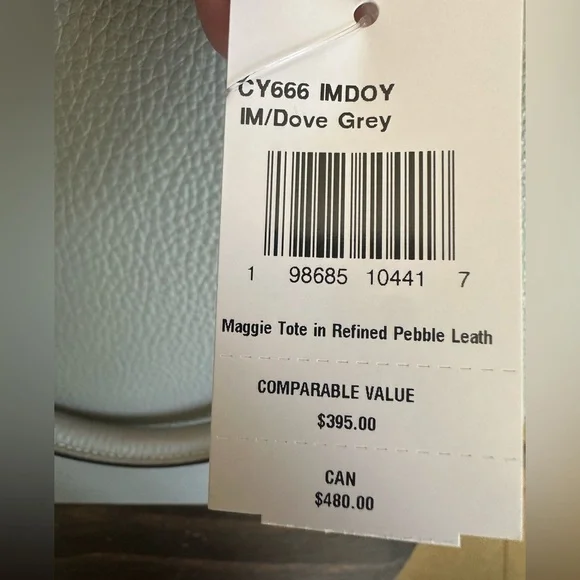 CY666 IMDOY
IM/Dove Grey
1 98685 10441 7
Maggie Tote in Refined Pebble Leath
COMPARABLE VALUE
$395.00
CAN
$480.00